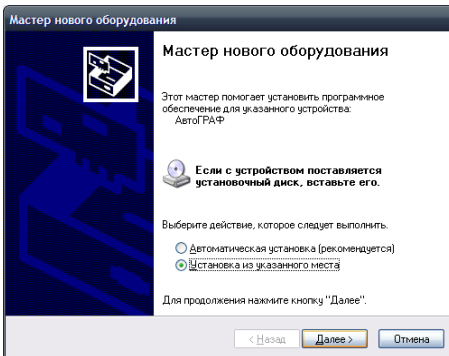 Мастер нового оборудования
Мастер нового оборудования
Этот мастер помогает установить программное
обеспечение для указанного устройства:
АвтоГРАФ
Если с устройством поставляется
установочный диск, вставьте его.
Выберите действие, которое следует выполнить.
Автоматическая установка (рекомендуется)
Установка из указанного места
Для продолжения нажмите кнопку "Далее".
< Назад Далее > Отмена